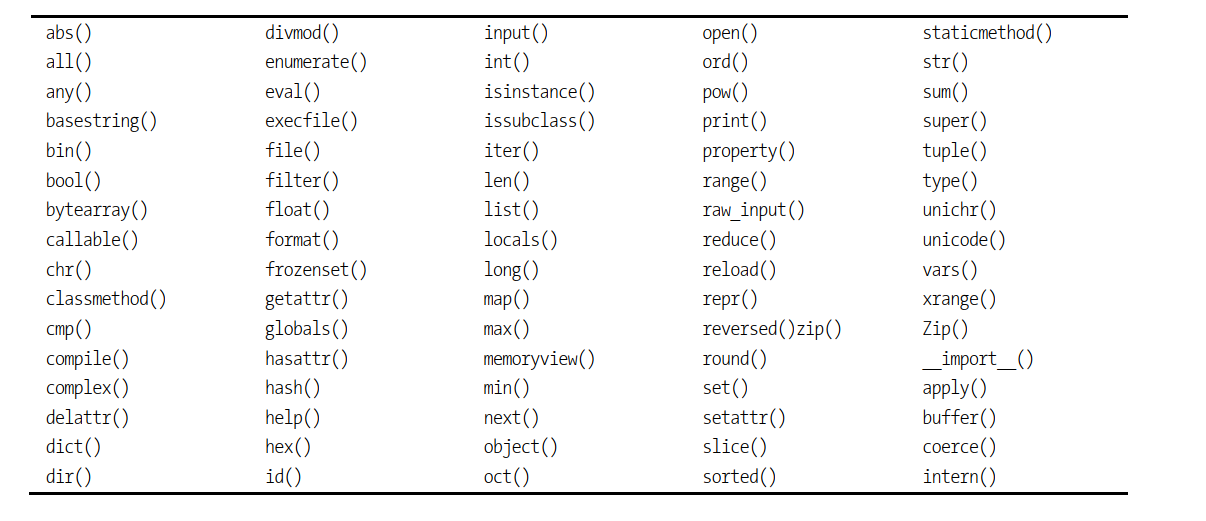 abs() divmod() input() open() staticmethod()
all() enumerate() int() ord() str()
any() eval() isinstance() pow() sum()
basestring() execfile() issubclass() print() super()
bin() file() iter() property() tuple()
bool() filter() len() range() type()
bytearray() float() list() raw_input() unichr()
callable() format() locals() reduce() unicode()
chr() frozenset() long() reload() vars()
classmethod() getattr() map() repr() xrange()
cmp() globals() max() reversed()zip() Zip()
compile() hasattr() memoryview() round() __import__()
complex() hash() min() set() apply()
delattr() help() next() setattr() buffer()
dict() hex() object() slice() coerce()
dir() id() oct() sorted() intern()